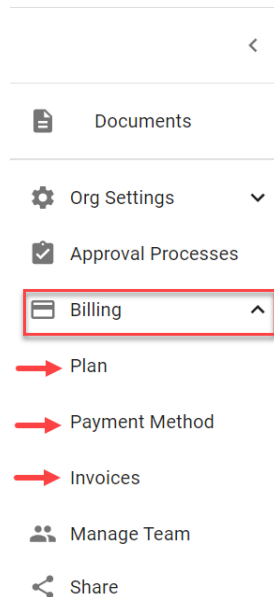 Documents
Org Settings
Approval Processes
Billing
Plan
Payment Method
Invoices
Manage Team
Share